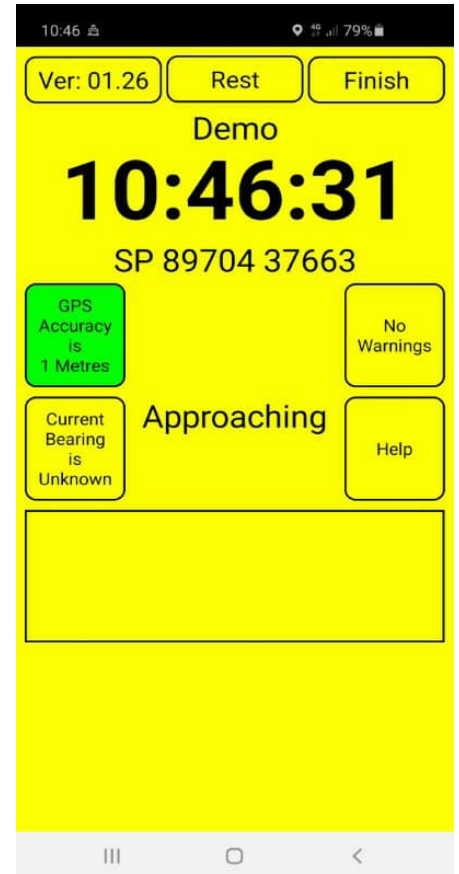 10:46 4G 79%
Ver: 01.26 Rest Finish
Demo
10:46:31
SP 89704 37663
GPS
Accuracy
is
1 Metres
No
Warnings
Current
Bearing
is
Unknown
Approaching
Help